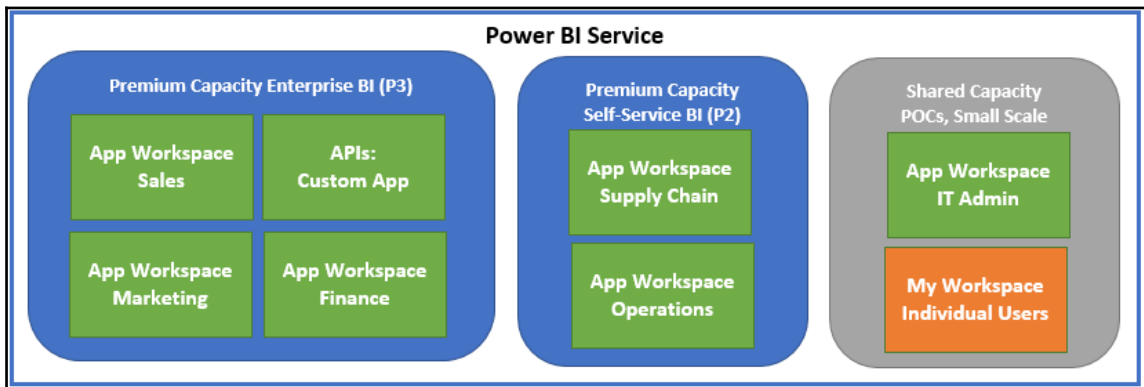 Power BI Service
Premium Capacity Enterprise BI (P3)
App Workspace
Sales
APIs:
Custom App
App Workspace
Marketing
App Workspace
Finance
Premium Capacity
Self-Service BI (P2)
App Workspace
Supply Chain
App Workspace
Operations
Shared Capacity
POCs, Small Scale
App Workspace
IT Admin
My Workspace
Individual Users